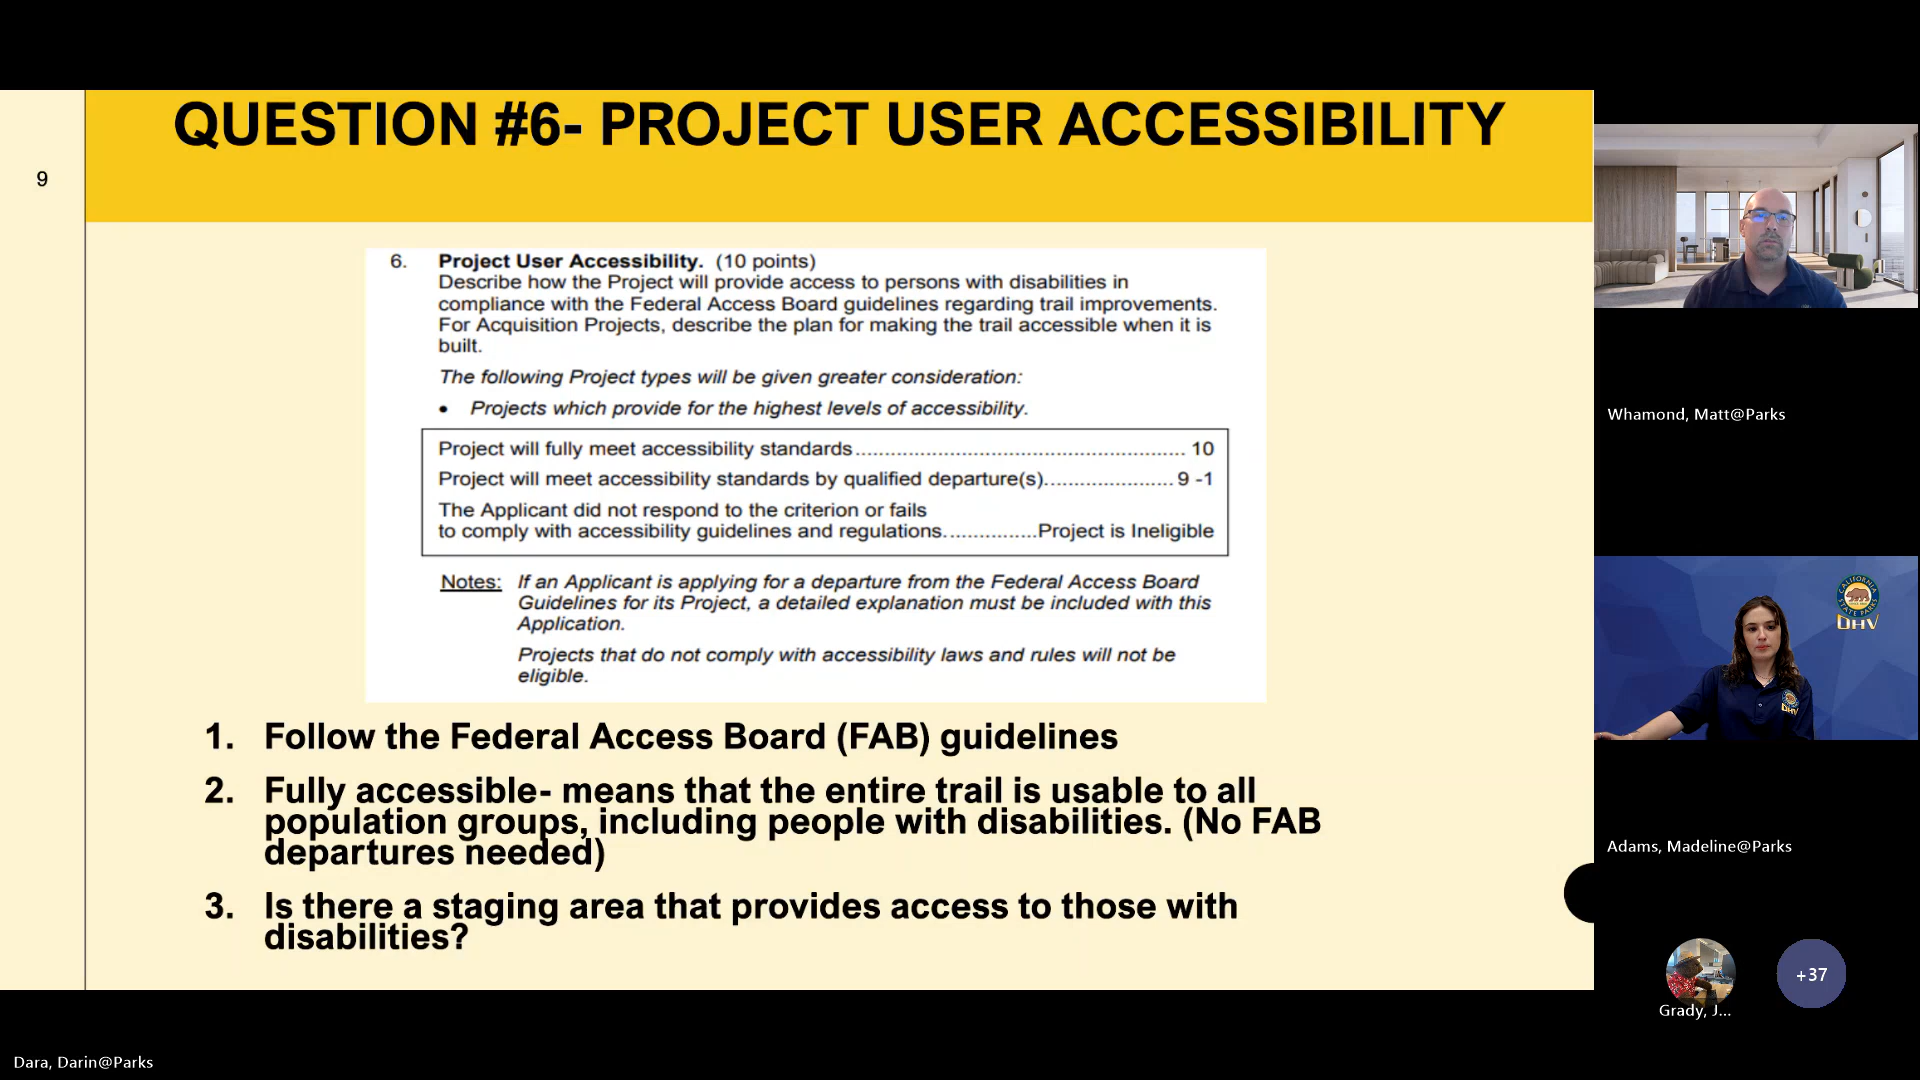 QUESTION #6- PROJECT USER ACCESSIBILITY
9
6. Project User Accessibility. (10 points)
Describe how the Project will provide access to persons with disabilities in
compliance with the Federal Access Board guidelines regarding trail improvements.
For Acquisition Projects, describe the plan for making the trail accessible when it is
built.
The following Project types will be given greater consideration:
• Projects which provide for the highest levels of accessibility.
Project will fully meet accessibility standards....................................................... 10
Project will meet accessibility standards by qualified departure(s)...................... 9 -1
The Applicant did not respond to the criterion or fails
to comply with accessibility guidelines and regulations................Project is Ineligible
Notes: If an Applicant is applying for a departure from the Federal Access Board
Guidelines for its Project, a detailed explanation must be included with this
Application.
Projects that do not comply with accessibility laws and rules will not be
eligible.
1. Follow the Federal Access Board (FAB) guidelines
2. Fully accessible- means that the entire trail is usable to all
population groups, including people with disabilities. (No FAB
departures needed)
3. Is there a staging area that provides access to those with
disabilities?
Whamond, Matt@Parks
CALIFORNIA
STATE PARKS
OHV
OHV
Adams, Madeline@Parks
Grady, J...
+37
Dara, Darin@Parks